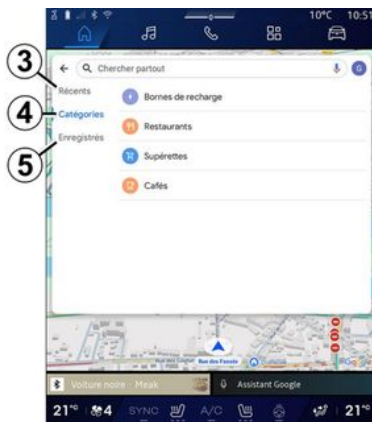 10°C 10:51
Chercher partout
G
3
Récents
Bornes de recharge
4
Catégories
Restaurants
5
Enregistrés
Supérettes
Cafés
Rue des Fossés
Voiture noire · Meak
Assistant Google
21°° 4 SYNC A/C 21°°